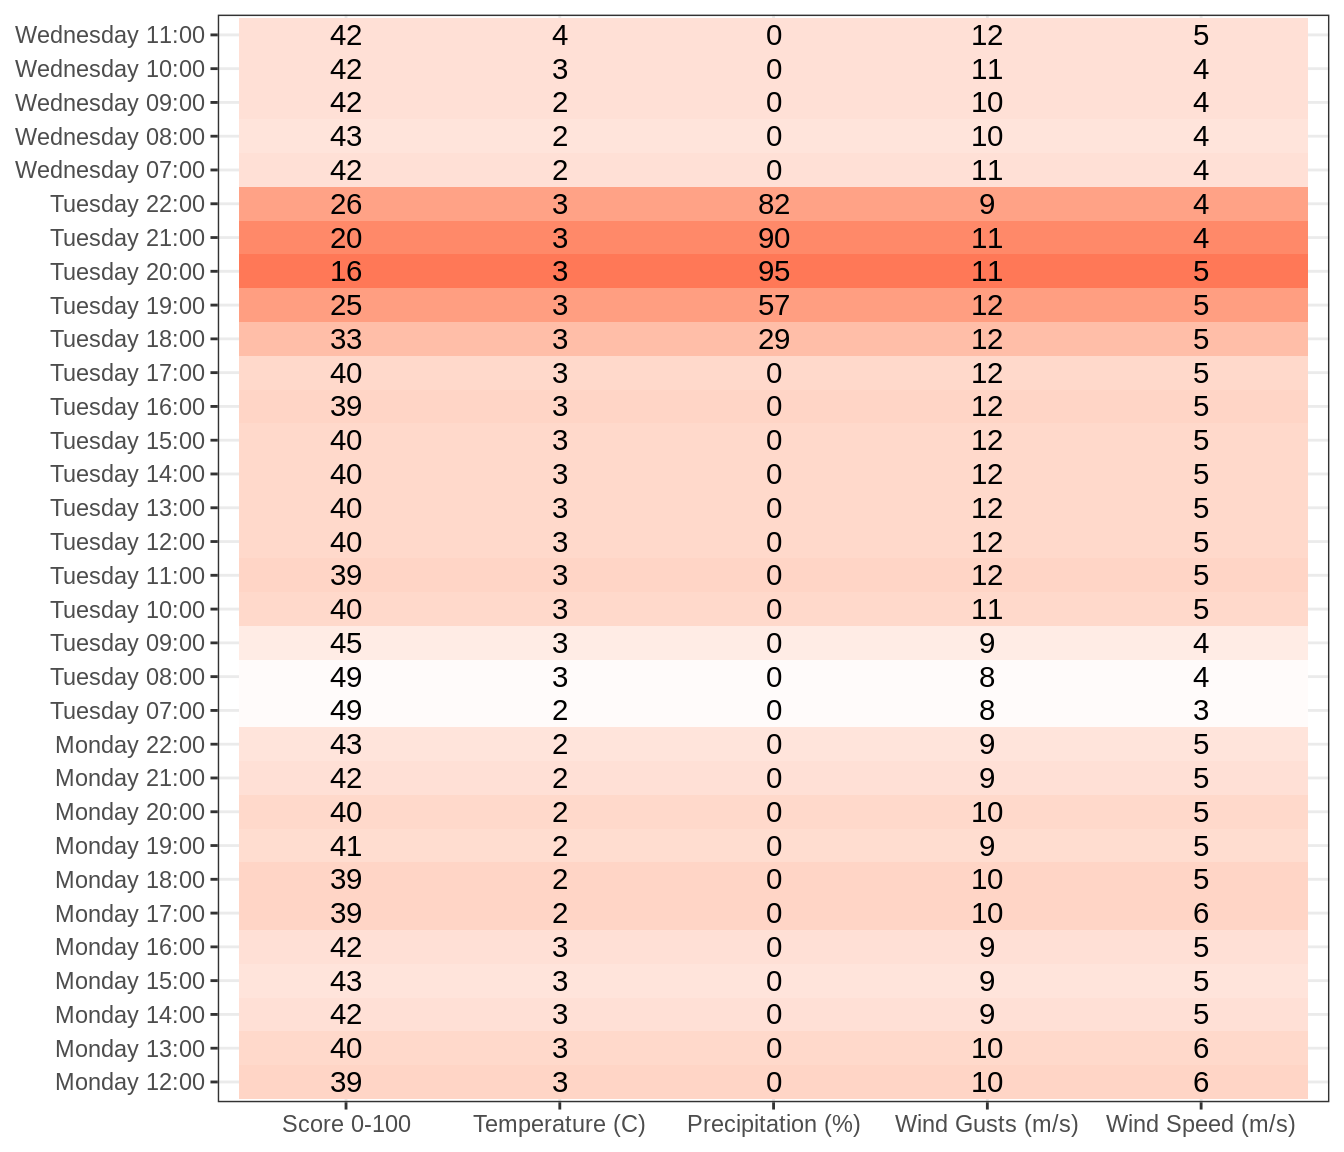 Wednesday 11:00 42 4 0 12 5
Wednesday 10:00 42 3 0 11 4
Wednesday 09:00 42 2 0 10 4
Wednesday 08:00 43 2 0 10 4
Wednesday 07:00 42 2 0 11 4
Tuesday 22:00 26 3 82 9 4
Tuesday 21:00 20 3 90 11 4
Tuesday 20:00 16 3 95 11 5
Tuesday 19:00 25 3 57 12 5
Tuesday 18:00 33 3 29 12 5
Tuesday 17:00 40 3 0 12 5
Tuesday 16:00 39 3 0 12 5
Tuesday 15:00 40 3 0 12 5
Tuesday 14:00 40 3 0 12 5
Tuesday 13:00 40 3 0 12 5
Tuesday 12:00 40 3 0 12 5
Tuesday 11:00 39 3 0 12 5
Tuesday 10:00 40 3 0 11 5
Tuesday 09:00 45 3 0 9 4
Tuesday 08:00 49 3 0 8 4
Tuesday 07:00 49 2 0 8 3
Monday 22:00 43 2 0 9 5
Monday 21:00 42 2 0 9 5
Monday 20:00 40 2 0 10 5
Monday 19:00 41 2 0 9 5
Monday 18:00 39 2 0 10 5
Monday 17:00 39 2 0 10 6
Monday 16:00 42 3 0 9 5
Monday 15:00 43 3 0 9 5
Monday 14:00 42 3 0 9 5
Monday 13:00 40 3 0 10 6
Monday 12:00 39 3 0 10 6
Score 0-100 Temperature (C) Precipitation (%) Wind Gusts (m/s) Wind Speed (m/s)